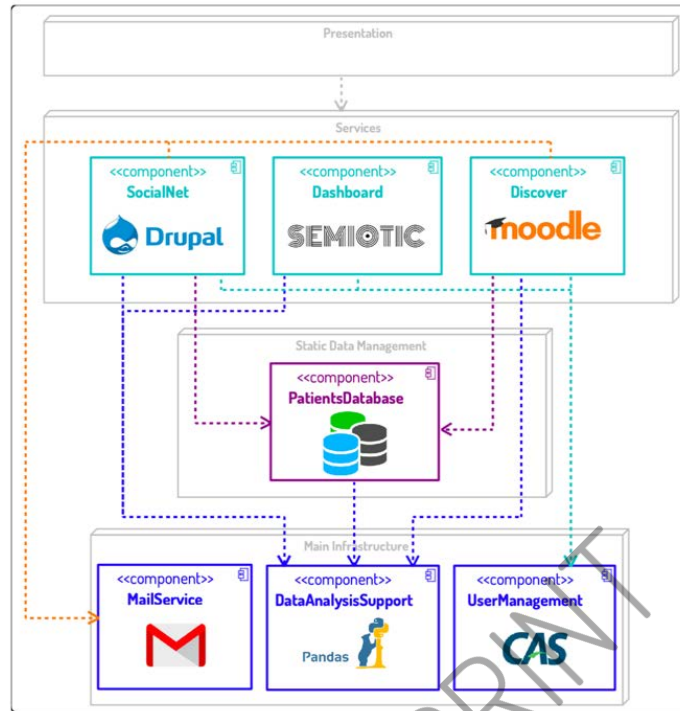 Presentation
Services
<<component>>
SocialNet
Drupal
<<component>>
Dashboard
SEMIOTIC
<<component>>
Discover
moodle
Static Data Management
<<component>>
PatientsDatabase
Main Infrastructure
<<component>>
MailService
<<component>>
DataAnalysisSupport
Pandas
<<component>>
UserManagement
CAS
PRINT